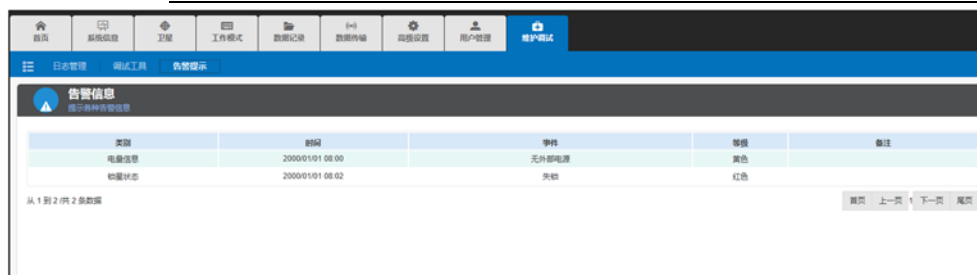 首页 系统信息 卫星 工作模式 数据记录 数据传输 高级设置 用户管理 维护调试
日志管理 调试工具 告警提示
告警信息
提示各种告警信息
类别 时间 事件 等级 备注
电量信息 2000/01/01 08:00 无外部电源 黄色
锁星状态 2000/01/01 08:02 失锁 红色
从 1 到 2 /共 2 条数据 首页 上一页 1 下一页 尾页